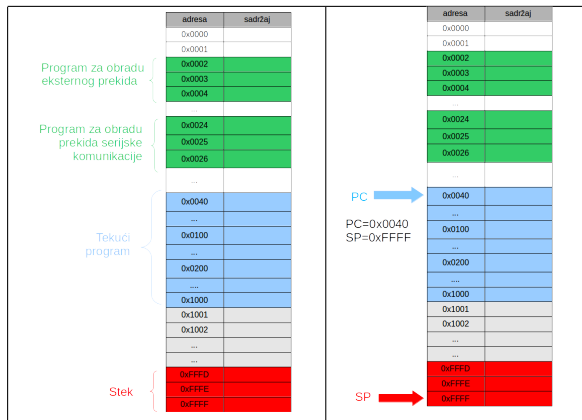 adresa sadržaj
0x0000
0x0001
Program za obradu
eksternog prekida
0x0002
0x0003
0x0004
...
Program za obradu
prekida serijske
komunikacije
0x0024
0x0025
0x0026
...
Tekući
program
0x0040
...
0x0100
...
0x0200
....
0x1000
0x1001
0x1002
...
...
Stek
0xFFFD
0xFFFE
0xFFFF
adresa sadržaj
0x0000
0x0001
0x0002
0x0003
0x0004
...
0x0024
0x0025
0x0026
...
PC
PC=0x0040
SP=0xFFFF
0x0040
...
0x0100
...
0x0200
....
0x1000
0x1001
0x1002
...
...
0xFFFD
0xFFFE
SP
0xFFFF